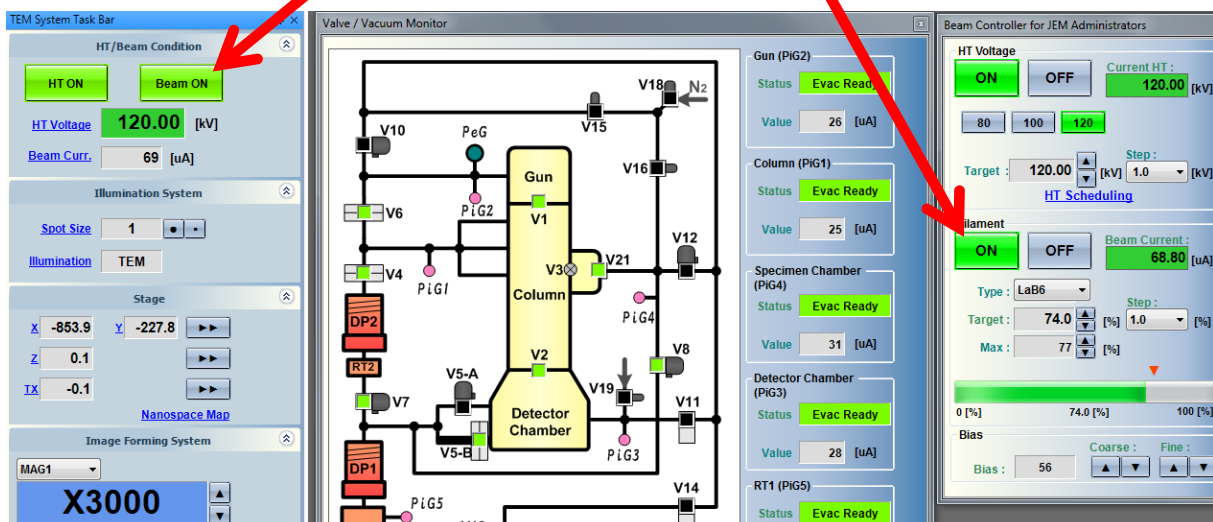 TEM System Task Bar
HT/Beam Condition
HT ON
Beam ON
HT Voltage
120.00
[kV]
Beam Curr.
69
[uA]
Illumination System
Spot Size
1
Illumination
TEM
Stage
X
-853.9
Y
-227.8
Z
0.1
TX
-0.1
Nanospace Map
Image Forming System
MAG1
X3000
Valve / Vacuum Monitor
V18
N2
V15
V10
PeG
V16
Gun
PiG2
V6
V1
V12
V4
PiG1
V3
V21
Column
DP2
PiG4
RT2
V2
V8
V5-A
V19
V7
V11
Detector
Chamber
V5-B
PiG3
DP1
V14
PiG5
Gun (PiG2)
Status
Evac Ready
Value
26
[uA]
Column (PiG1)
Status
Evac Ready
Value
25
[uA]
Specimen Chamber
(PiG4)
Status
Evac Ready
Value
31
[uA]
Detector Chamber
(PiG3)
Status
Evac Ready
Value
28
[uA]
RT1 (PiG5)
Status
Evac Ready
Beam Controller for JEM Administrators
HT Voltage
ON
OFF
Current HT :
120.00
[kV]
80
100
120
Target :
120.00
[kV]
Step :
1.0
[kV]
HT Scheduling
Filament
ON
OFF
Beam Current :
68.80
[uA]
Type :
LaB6
Target :
74.0
[%]
Step :
1.0
[%]
Max :
77
[%]
0 [%]
74.0 [%]
100 [%]
Bias
Coarse :
Fine :
Bias :
56